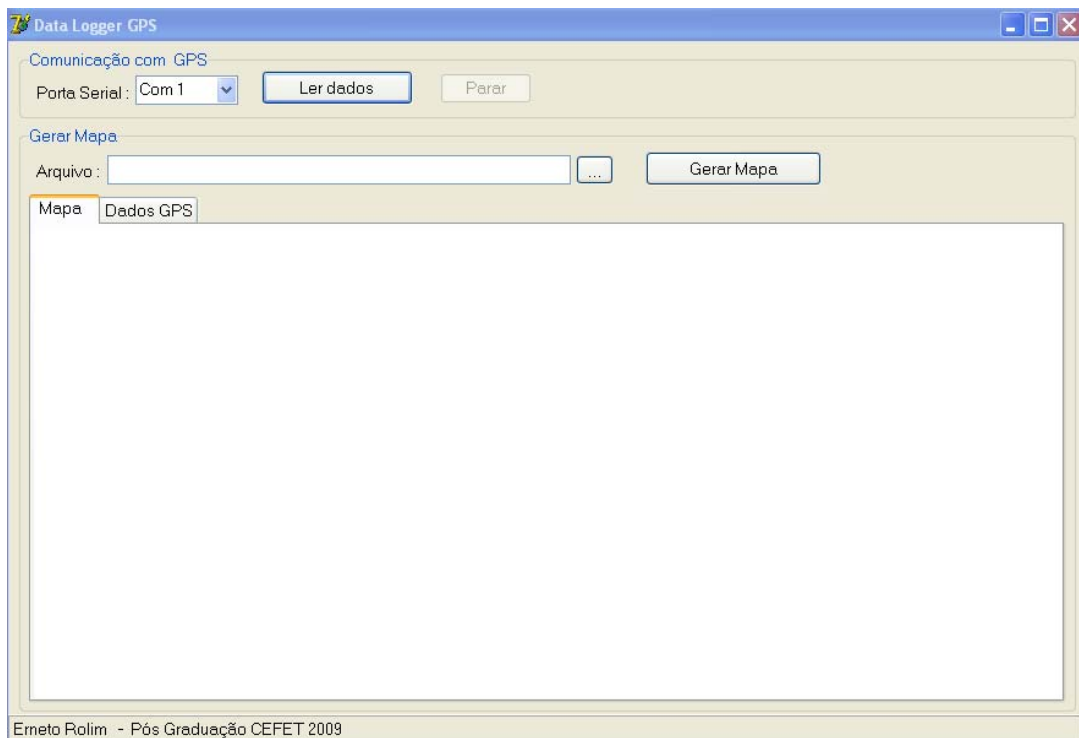 Data Logger GPS
Comunicação com GPS
Porta Serial : Com 1 Ler dados Parar
Gerar Mapa
Arquivo : ... Gerar Mapa
Mapa Dados GPS
Erneto Rolim - Pós Graduação CEFET 2009